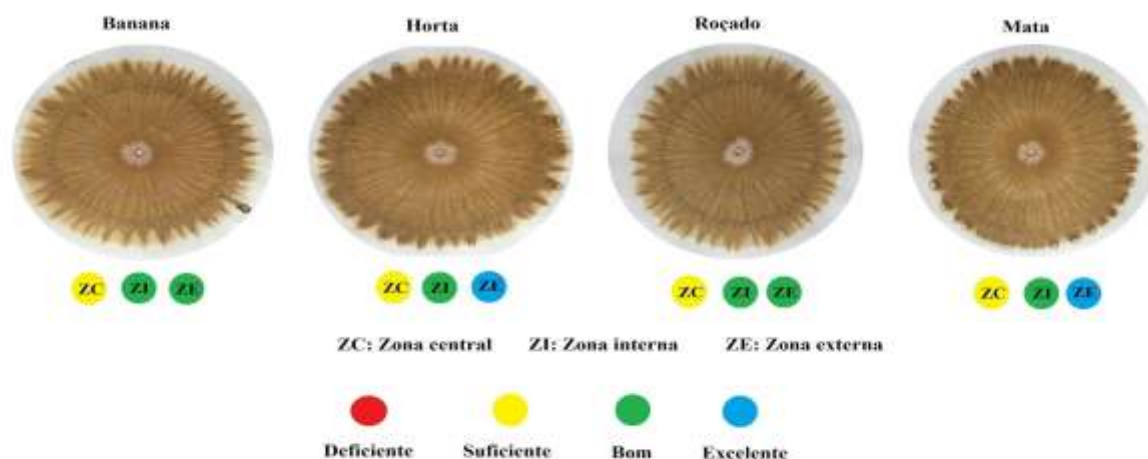 Banana Horta Roçado Mata
ZC ZI ZE ZC ZI ZE ZC ZI ZE ZC ZI ZE
ZC: Zona central ZI: Zona interna ZE: Zona externa
Deficiente Suficiente Bom Excelente